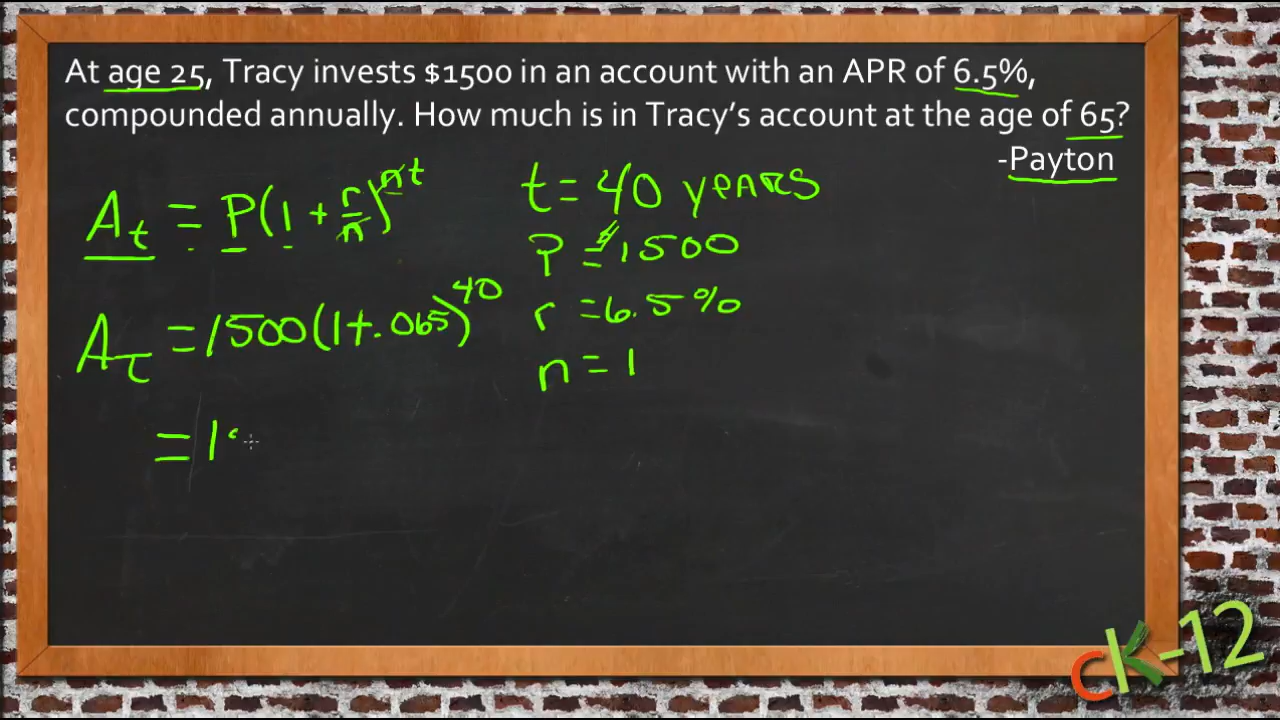 At age 25, Tracy invests $1500 in an account with an APR of 6.5%,
compounded annually. How much is in Tracy's account at the age of 65?
-Payton
A_t = P(1 + r/n)^nt
t = 40 years
P = $1500
r = 6.5%
n = 1
A_t = 1500(1+.065)^40
= 1
CK-12